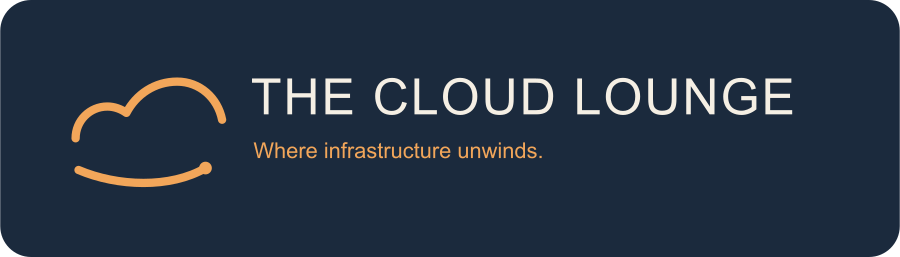 THE CLOUD LOUNGE
Where infrastructure unwinds.